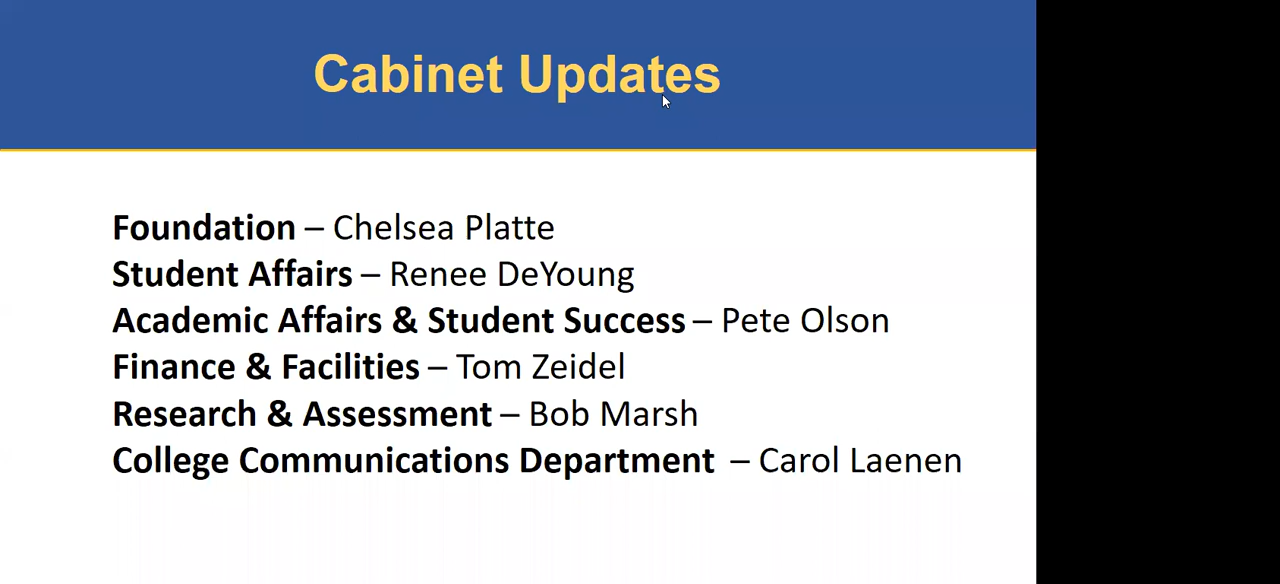 Cabinet Updates
Foundation – Chelsea Platte
Student Affairs – Renee DeYoung
Academic Affairs & Student Success – Pete Olson
Finance & Facilities – Tom Zeidel
Research & Assessment – Bob Marsh
College Communications Department – Carol Laenen